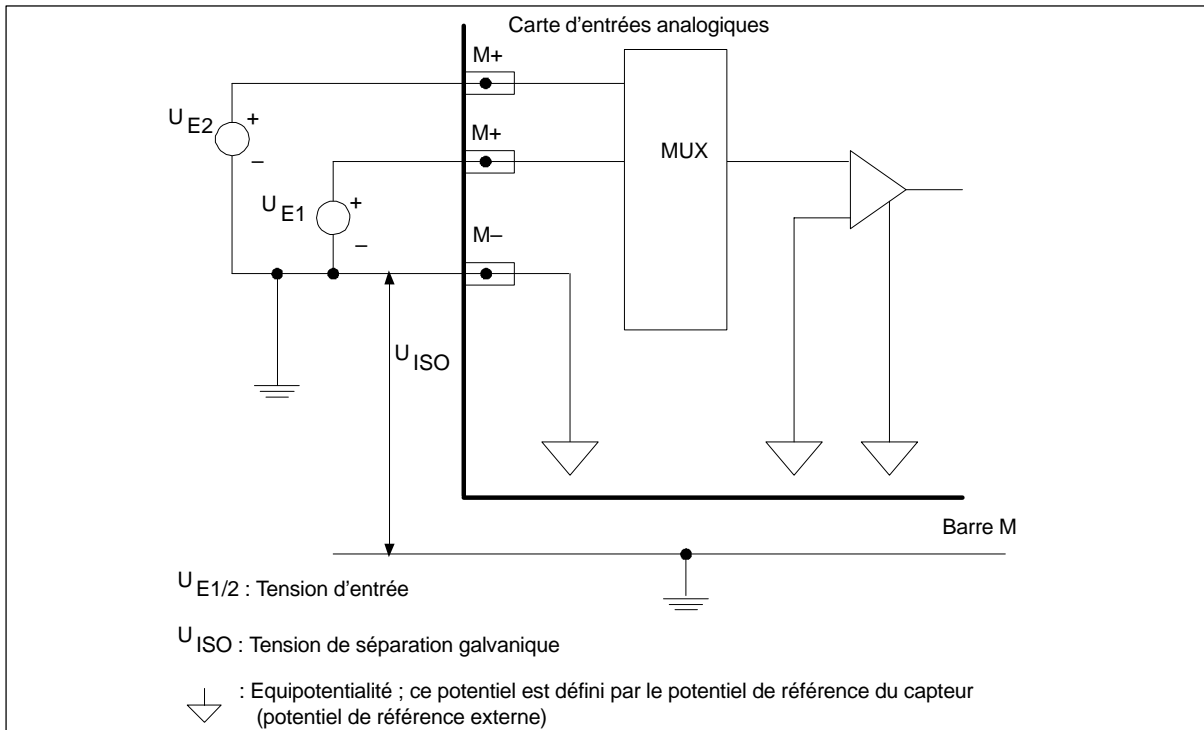 Carte d'entrées analogiques
M+
U E2
+
–
M+
MUX
U E1
+
–
M–
U ISO
Barre M
U E1/2 : Tension d'entrée
U ISO : Tension de séparation galvanique
: Equipotentialité ; ce potentiel est défini par le potentiel de référence du capteur
(potentiel de référence externe)